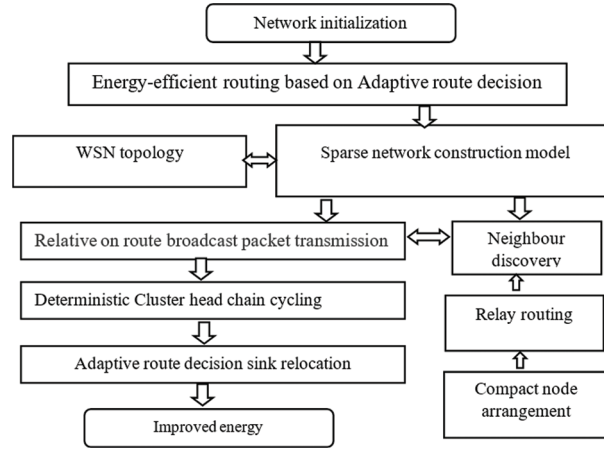 Network initialization
Energy-efficient routing based on Adaptive route decision
WSN topology
Sparse network construction model
Relative on route broadcast packet transmission
Neighbour
discovery
Deterministic Cluster head chain cycling
Relay routing
Adaptive route decision sink relocation
Compact node
arrangement
Improved energy